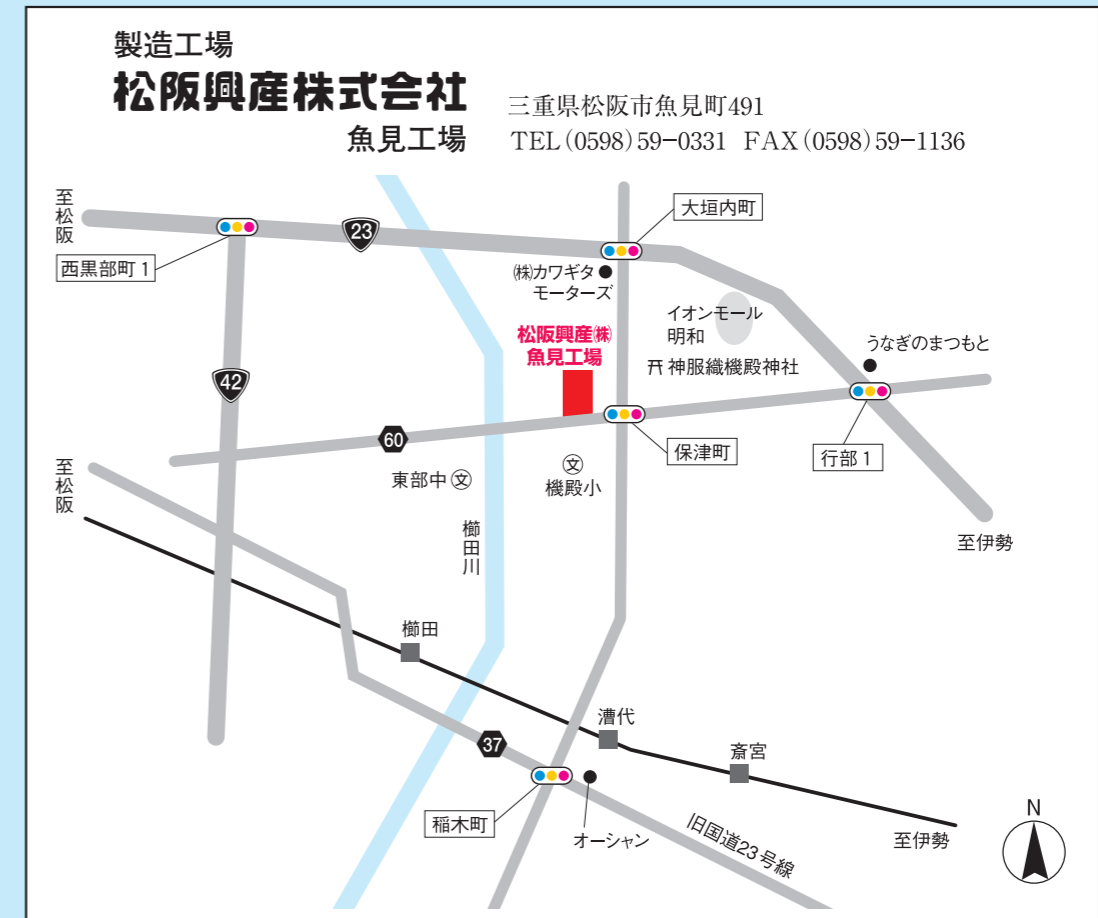 製造工場
松阪興産株式会社
魚見工場
三重県松阪市魚見町491
TEL(0598)59-0331 FAX(0598)59-1136
至松阪
23
大垣内町
西黒部町1
㈱カワギタ
モーターズ
イオンモール
明和
松阪興産㈱
魚見工場
うなぎのまつもと
神服織機殿神社
42
60
保津町
行部1
至松阪
東部中 文
文
機殿小
櫛田川
至伊勢
櫛田
漕代
37
斎宮
稲木町
オーシャン
旧国道23号線
至伊勢
N